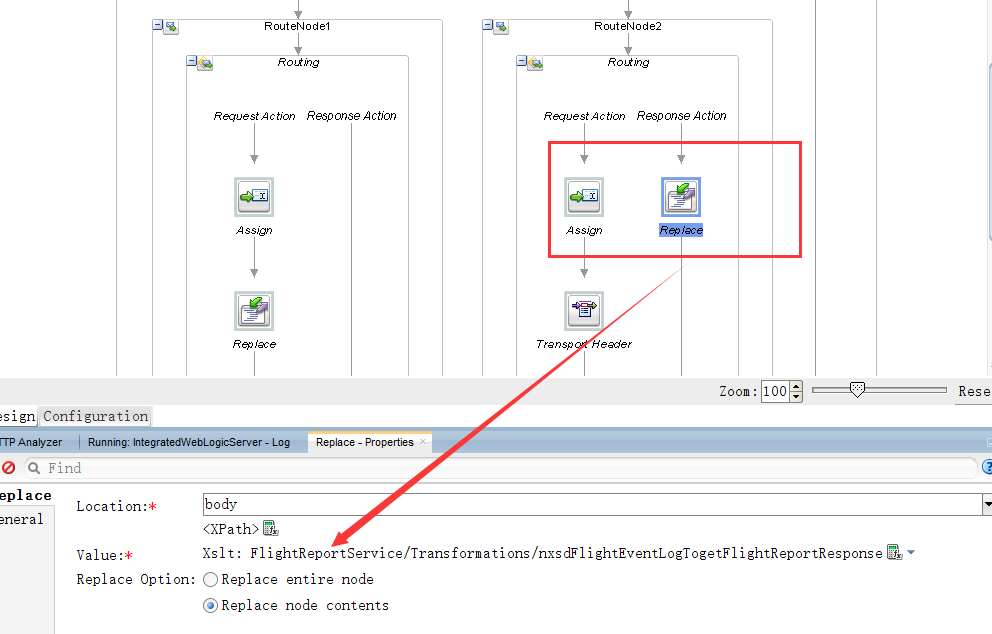 RouteNode1
RouteNode2
Routing
Routing
Request Action
Response Action
Request Action
Response Action
Assign
Assign
Replace
Replace
Transport Header
Zoom: 100
Rese
esign
Configuration
TTP Analyzer
Running: IntegratedWebLogicServer - Log
Replace - Properties
Find
eplace
eneral
Location:*
body
<XPath>
Value:*
Xslt: FlightReportService/Transformations/nxsdFlightEventLogTogetFlightReportResponse
Replace Option:
Replace entire node
Replace node contents